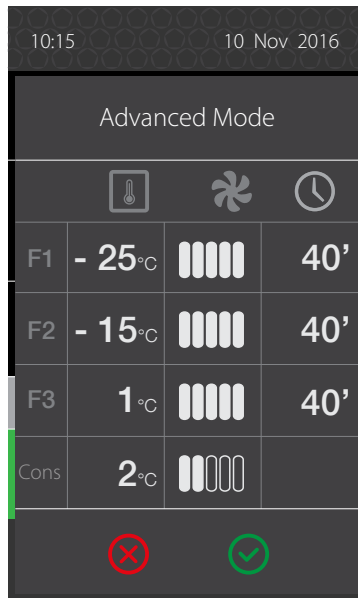 10:15 10 Nov 2016
Advanced Mode
F1 - 25°C 40’
F2 - 15°C 40’
F3 1°C 40’
Cons 2°C